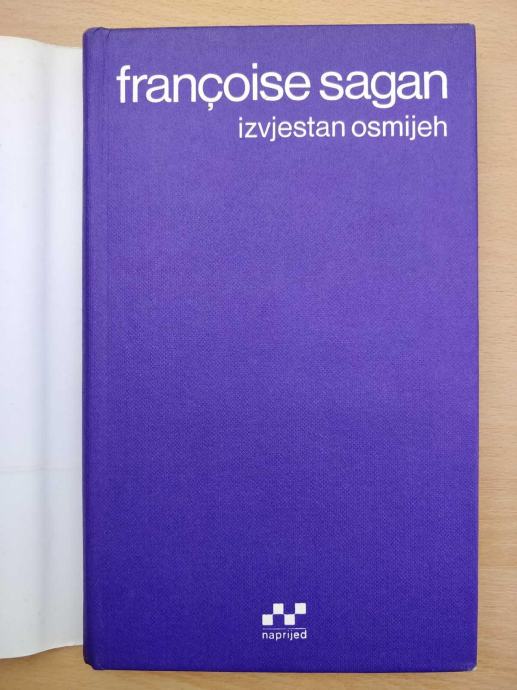 françoise sagan
izvjestan osmijeh
naprijed